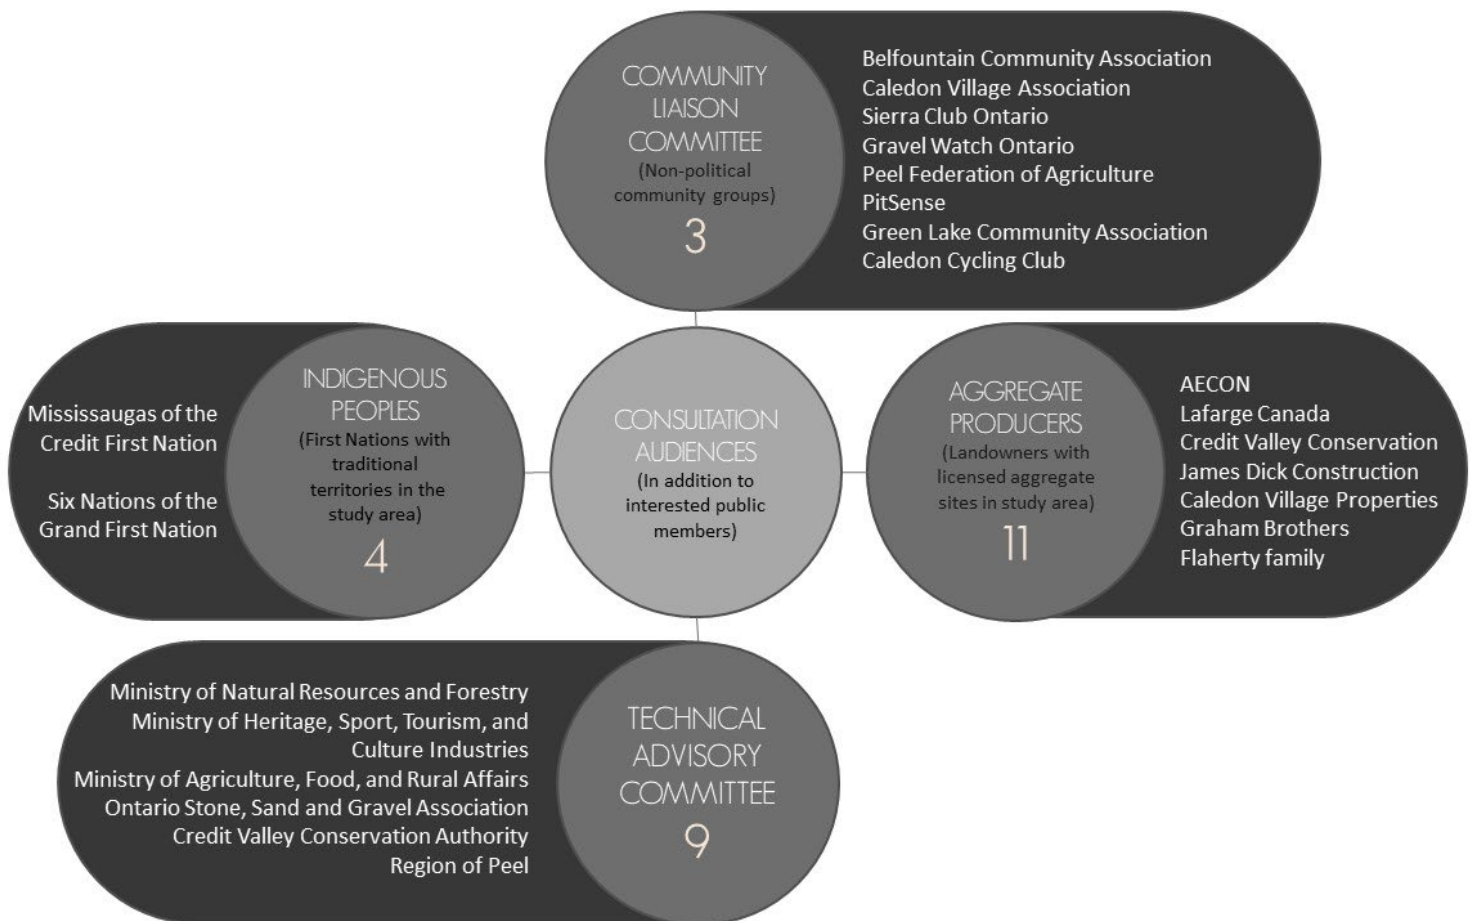 COMMUNITY
LIAISON
COMMITTEE
(Non-political
community groups)
3
Belfountain Community Association
Caledon Village Association
Sierra Club Ontario
Gravel Watch Ontario
Peel Federation of Agriculture
PitSense
Green Lake Community Association
Caledon Cycling Club
Mississaugas of the
Credit First Nation
Six Nations of the
Grand First Nation
INDIGENOUS
PEOPLES
(First Nations with
traditional
territories in the
study area)
4
CONSULTATION
AUDIENCES
(In addition to
interested public
members)
AGGREGATE
PRODUCERS
(Landowners with
licensed aggregate
sites in study area)
11
AECON
Lafarge Canada
Credit Valley Conservation
James Dick Construction
Caledon Village Properties
Graham Brothers
Flaherty family
Ministry of Natural Resources and Forestry
Ministry of Heritage, Sport, Tourism, and
Culture Industries
Ministry of Agriculture, Food, and Rural Affairs
Ontario Stone, Sand and Gravel Association
Credit Valley Conservation Authority
Region of Peel
TECHNICAL
ADVISORY
COMMITTEE
9